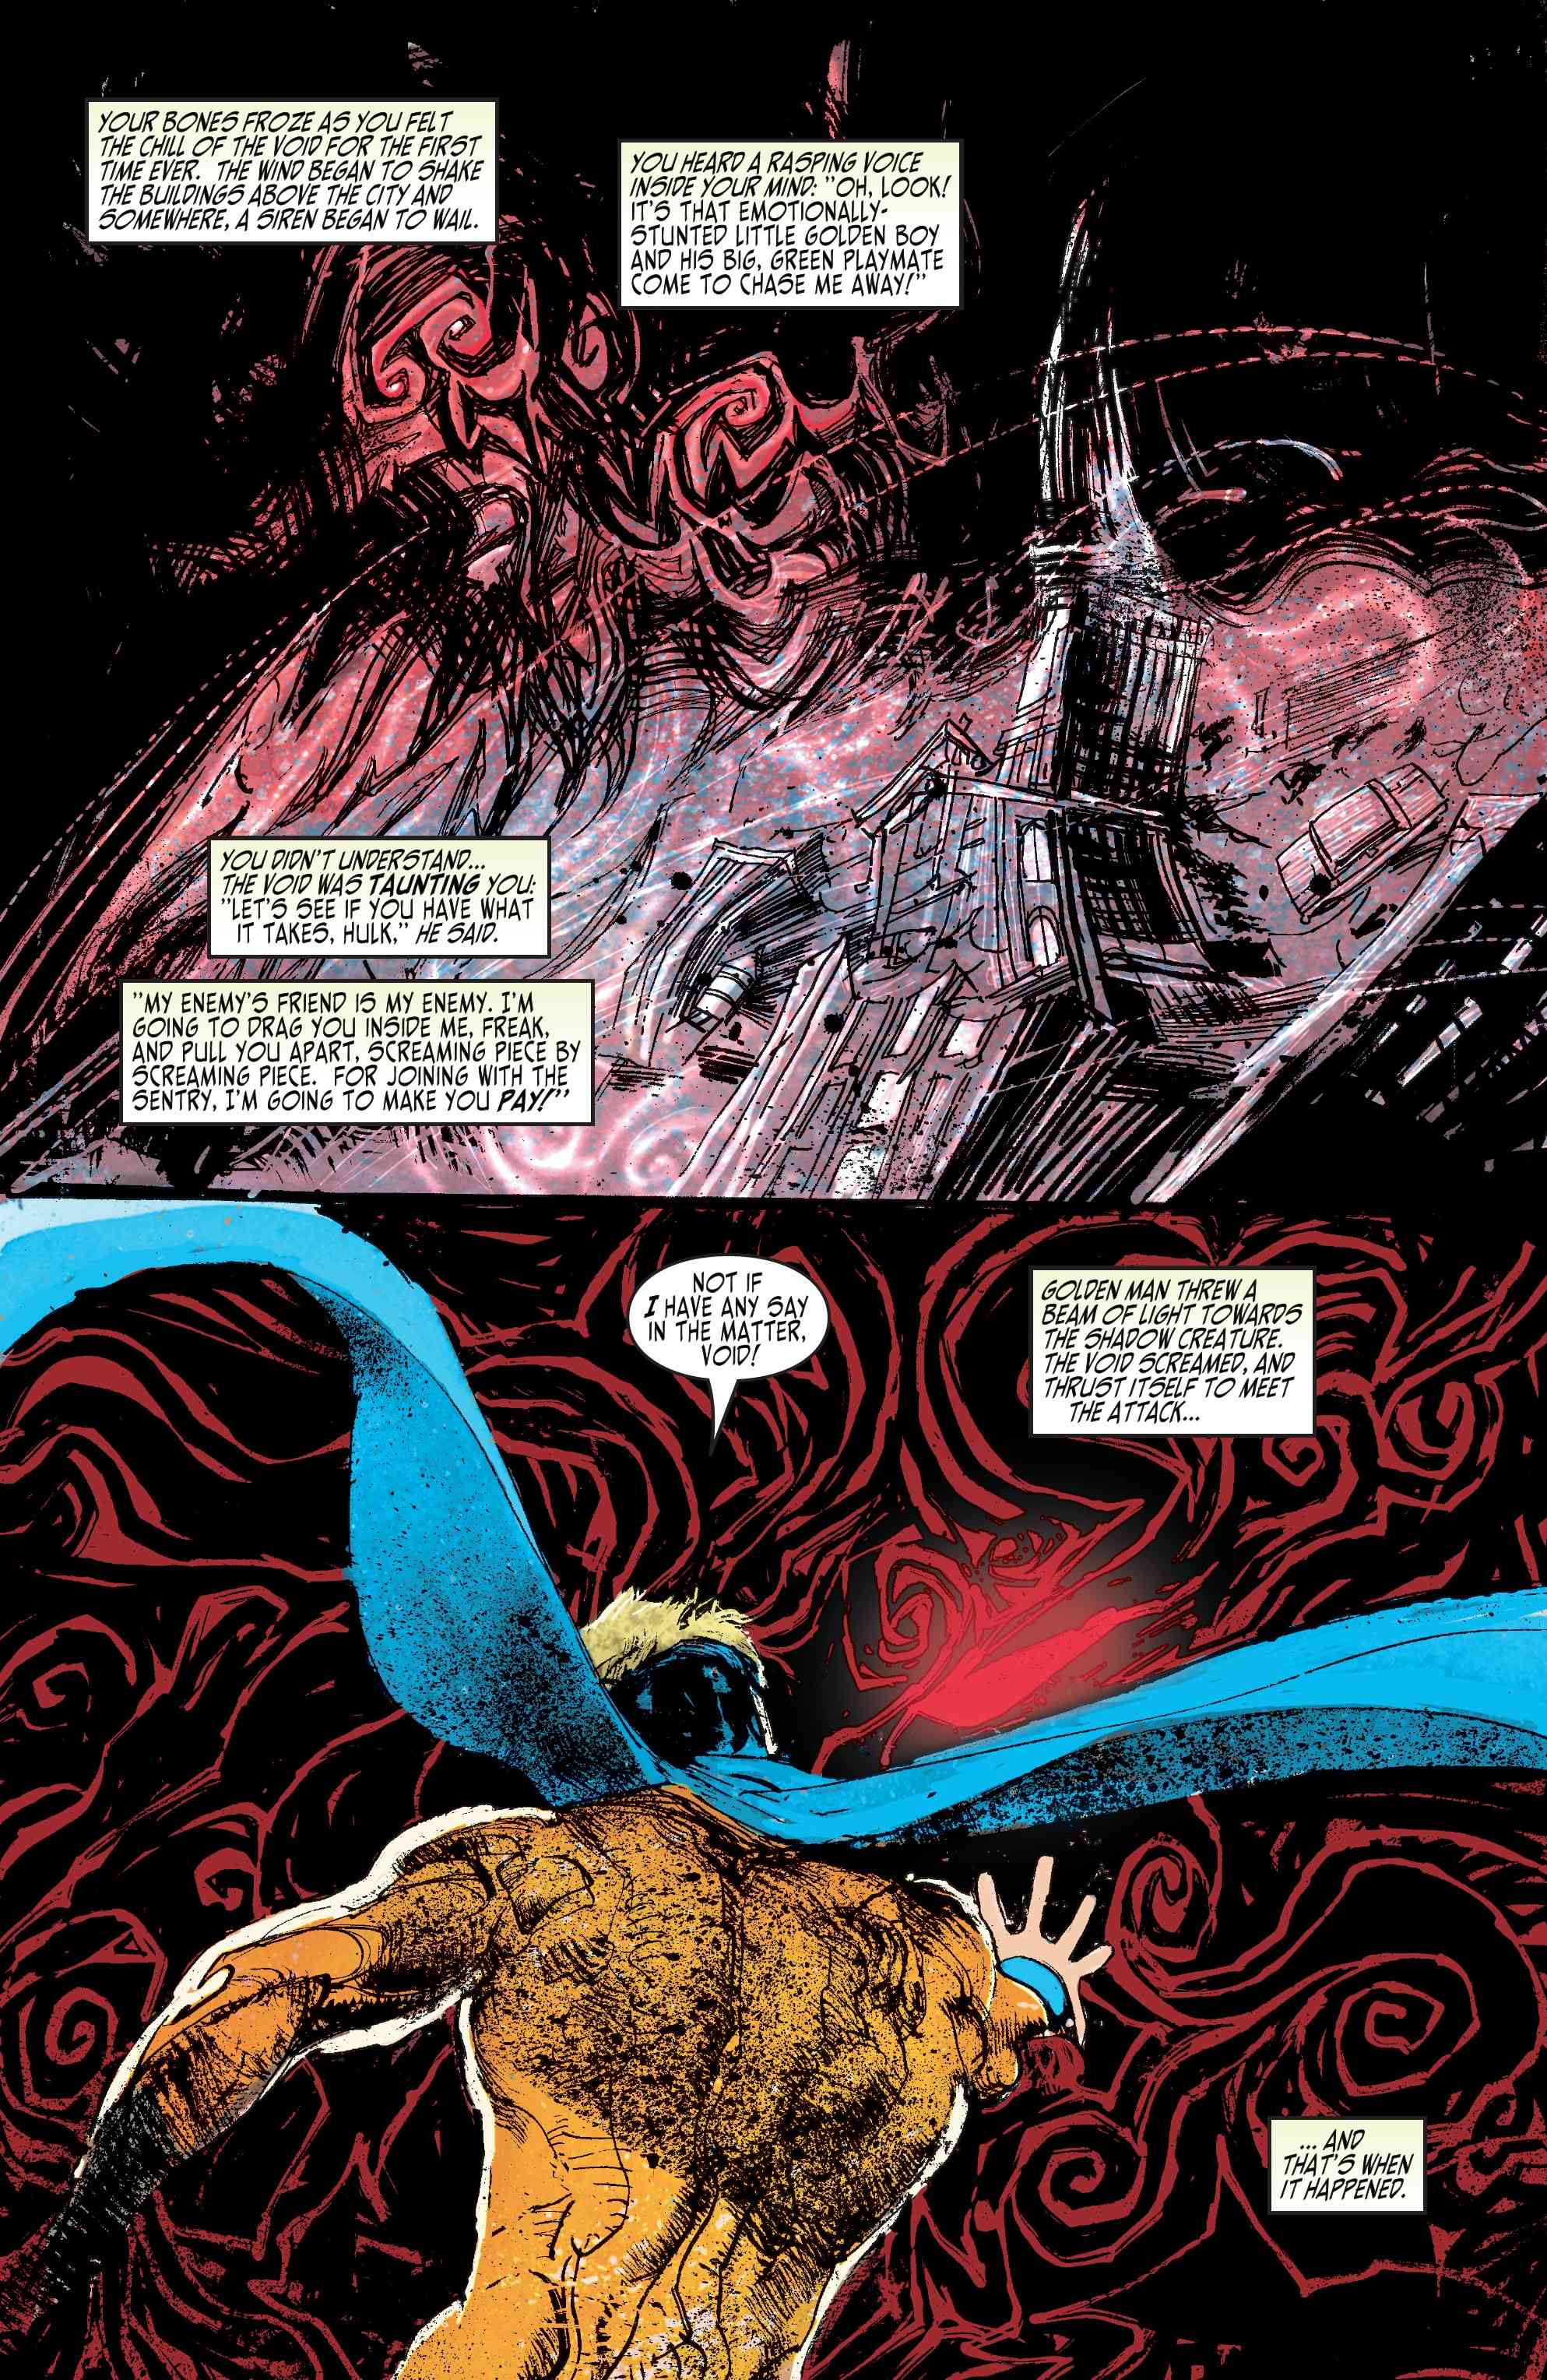 YOUR BONES FROZE AS YOU FELT
THE CHILL OF THE VOID FOR THE FIRST
TIME EVER. THE WIND BEGAN TO SHAKE
THE BUILDINGS ABOVE THE CITY AND
SOMEWHERE, A SIREN BEGAN TO WAIL.
YOU HEARD A RASPING VOICE
INSIDE YOUR MIND: "OH, LOOK!
IT'S THAT EMOTIONALLY-
STUNTED LITTLE GOLDEN BOY
AND HIS BIG, GREEN PLAYMATE
COME TO CHASE ME AWAY!"
YOU DIDN'T UNDERSTAND...
THE VOID WAS TAUNTING YOU:
"LET'S SEE IF YOU HAVE WHAT
IT TAKES, HULK," HE SAID.
"MY ENEMY'S FRIEND IS MY ENEMY. I'M
GOING TO DRAG YOU INSIDE ME, FREAK,
AND PULL YOU APART, SCREAMING PIECE BY
SCREAMING PIECE. FOR JOINING WITH THE
SENTRY, I'M GOING TO MAKE YOU PAY!"
NOT IF
I HAVE ANY SAY
IN THE MATTER,
VOID!
GOLDEN MAN THREW A
BEAM OF LIGHT TOWARDS
THE SHADOW CREATURE.
THE VOID SCREAMED, AND
THRUST ITSELF TO MEET
THE ATTACK...
... AND
THAT'S WHEN
IT HAPPENED.